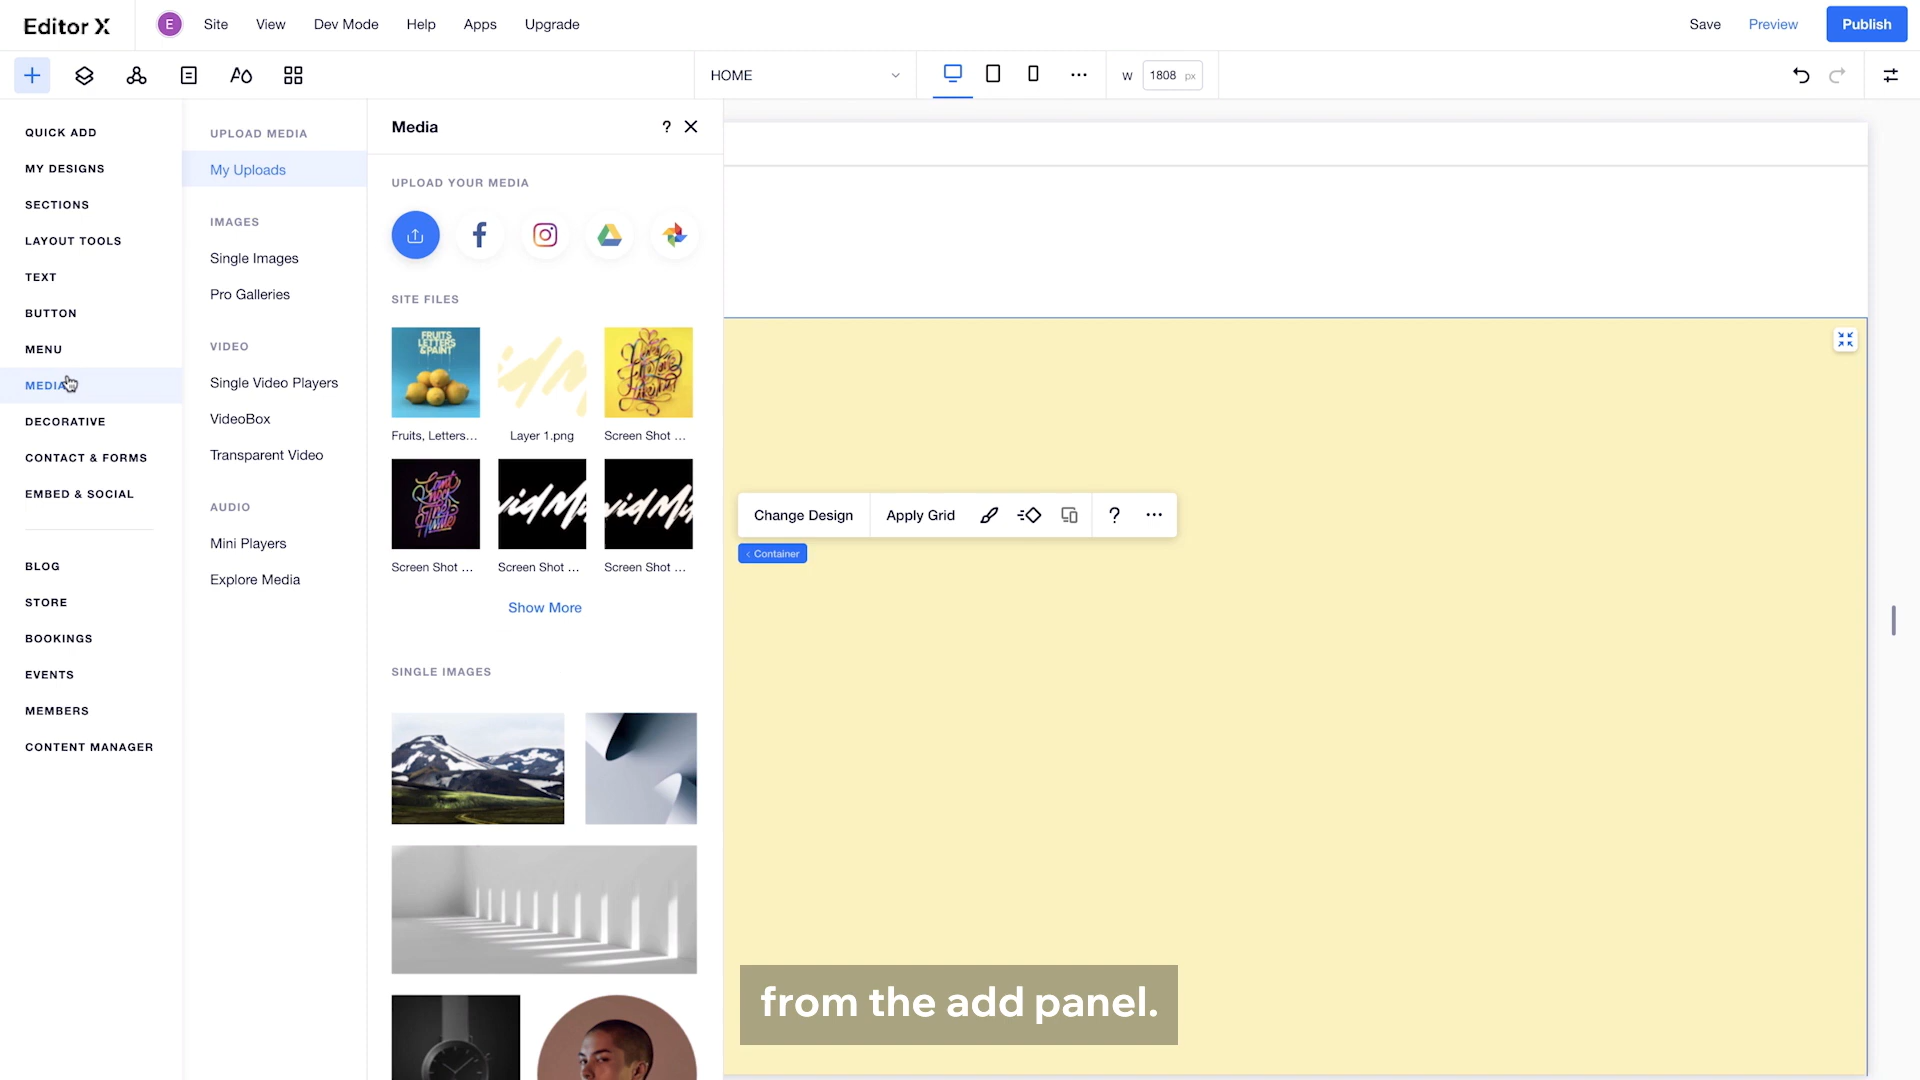 Editor X
E
Site
View
Dev Mode
Help
Apps
Upgrade
Save
Preview
Publish
HOME
W
1808 px
QUICK ADD
MY DESIGNS
SECTIONS
LAYOUT TOOLS
TEXT
BUTTON
MENU
MEDIA
DECORATIVE
CONTACT & FORMS
EMBED & SOCIAL
BLOG
STORE
BOOKINGS
EVENTS
MEMBERS
CONTENT MANAGER
UPLOAD MEDIA
My Uploads
IMAGES
Single Images
Pro Galleries
VIDEO
Single Video Players
VideoBox
Transparent Video
AUDIO
Mini Players
Explore Media
Media
?
UPLOAD YOUR MEDIA
SITE FILES
FRUITS
LETTERS
& PAINT
Fruits, Letters...
Layer 1.png
Screen Shot ...
Screen Shot ...
Screen Shot ...
Screen Shot ...
Show More
SINGLE IMAGES
Change Design
Apply Grid
?
< Container
from the add panel.